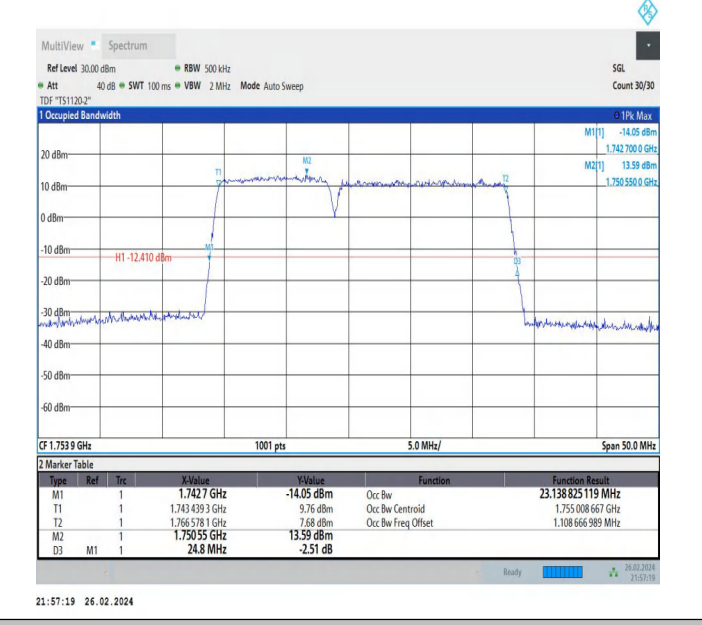 R&S
MultiView Spectrum
Ref Level 30.00 dBm RBW 500 kHz SGL
Att 40 dB SWT 100 ms VBW 2 MHz Mode Auto Sweep Count 30/30
TDF "TS1120-2"
1 Occupied Bandwidth 1Pk Max
M1[1] -14.05 dBm
1.742 700 0 GHz
M2[1] 13.59 dBm
1.750 550 0 GHz
20 dBm
M2
T1
T2
10 dBm
0 dBm
-10 dBm
M1
H1 -12.410 dBm
D3
-20 dBm
-30 dBm
-40 dBm
-50 dBm
-60 dBm
CF 1.753 9 GHz 1001 pts 5.0 MHz/ Span 50.0 MHz
2 Marker Table
Type Ref Trc X-Value Y-Value Function Function Result
M1 1 1.742 7 GHz -14.05 dBm Occ Bw 23.138 825 119 MHz
T1 1 1.743 439 3 GHz 9.76 dBm Occ Bw Centroid 1.755 008 667 GHz
T2 1 1.766 578 1 GHz 7.68 dBm Occ Bw Freq Offset 1.108 666 989 MHz
M2 1 1.750 55 GHz 13.59 dBm
D3 M1 1 24.8 MHz -2.51 dB
Ready 26.02.2024
21:57:19
21:57:19 26.02.2024